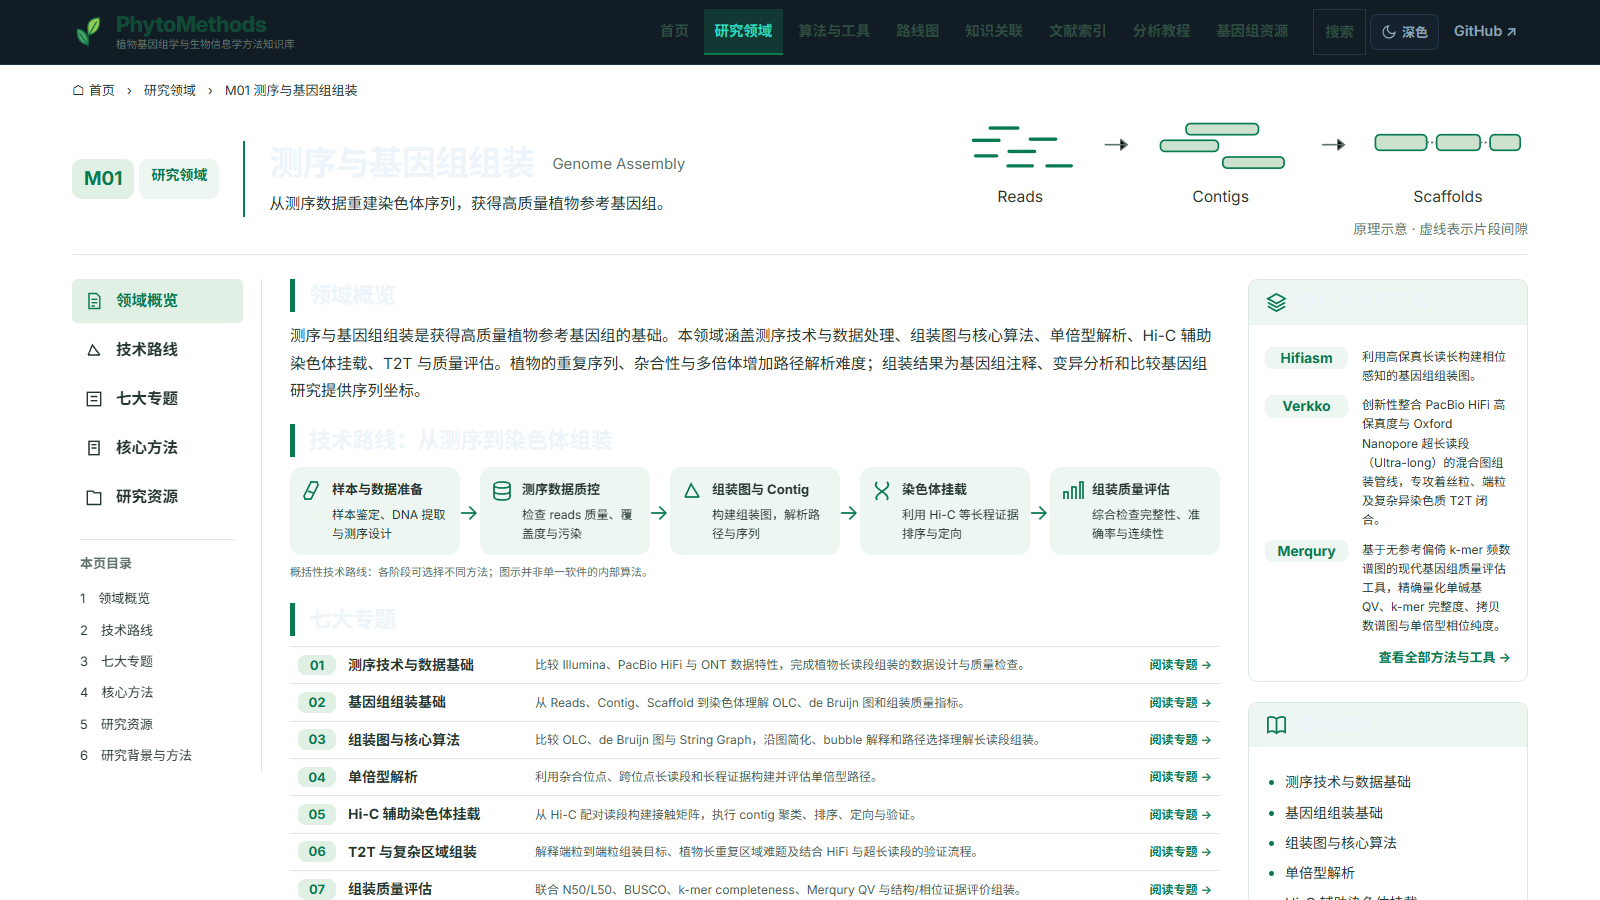 PhytoMethods
植物基因组学与生物信息学方法知识库
首页 研究领域 算法与工具 路线图 知识关联 文献索引 分析教程 基因组资源 搜索 深色 GitHub ↗
首页 › 研究领域 › M01 测序与基因组组装
M01 研究领域
测序与基因组组装 Genome Assembly
从测序数据重建染色体序列，获得高质量植物参考基因组。
Reads Contigs Scaffolds
原理示意 · 虚线表示片段间隙
领域概览
技术路线
七大专题
核心方法
研究资源
本页目录
1 领域概览
2 技术路线
3 七大专题
4 核心方法
5 研究资源
6 研究背景与方法
领域概览
测序与基因组组装是获得高质量植物参考基因组的基础。本领域涵盖测序技术与数据处理、组装图与核心算法、单倍型解析、Hi-C 辅助
染色体挂载、T2T 与质量评估。植物的重复序列、杂合性与多倍体增加路径解析难度；组装结果为基因组注释、变异分析和比较基因组
研究提供序列坐标。
技术路线：从测序到染色体组装
样本与数据准备
样本鉴定、DNA 提取
与测序设计
测序数据质控
检查 reads 质量、覆
盖度与污染
组装图与 Contig
构建组装图，解析路
径与序列
染色体挂载
利用 Hi-C 等长程证据
排序与定向
组装质量评估
综合检查完整性、准
确率与连续性
概括性技术路线：各阶段可选择不同方法；图示并非单一软件的内部算法。
七大专题
01 测序技术与数据基础 比较 Illumina、PacBio HiFi 与 ONT 数据特性，完成植物长读段组装的数据设计与质量检查。 阅读专题 →
02 基因组组装基础 从 Reads、Contig、Scaffold 到染色体理解 OLC、de Bruijn 图和组装质量指标。 阅读专题 →
03 组装图与核心算法 比较 OLC、de Bruijn 图与 String Graph，沿图简化、bubble 解释和路径选择理解长读段组装。 阅读专题 →
04 单倍型解析 利用杂合位点、跨位点长读段和长程证据构建并评估单倍型路径。 阅读专题 →
05 Hi-C 辅助染色体挂载 从 Hi-C 配对读段构建接触矩阵，执行 contig 聚类、排序、定向与验证。 阅读专题 →
06 T2T 与复杂区域组装 解释端粒到端粒组装目标、植物长重复区域难题及结合 HiFi 与超长读段的验证流程。 阅读专题 →
07 组装质量评估 联合 N50/L50、BUSCO、k-mer completeness、Merqury QV 与结构/相位证据评价组装。 阅读专题 →
Hifiasm
利用高保真长读长构建相位
感知的基因组组装图。
Verkko
创新性整合 PacBio HiFi 高
保真度与 Oxford
Nanopore 超长读段
（Ultra-long）的混合图组
装管线，专攻着丝粒、端粒
及复杂异染色质 T2T 闭
合。
Merqury
基于无参考偏倚 k-mer 频数
谱图的现代基因组质量评估
工具，精确量化单碱基
QV、k-mer 完整度、拷贝
数谱图与单倍型相位纯度。
查看全部方法与工具 →
测序技术与数据基础
基因组组装基础
组装图与核心算法
单倍型解析